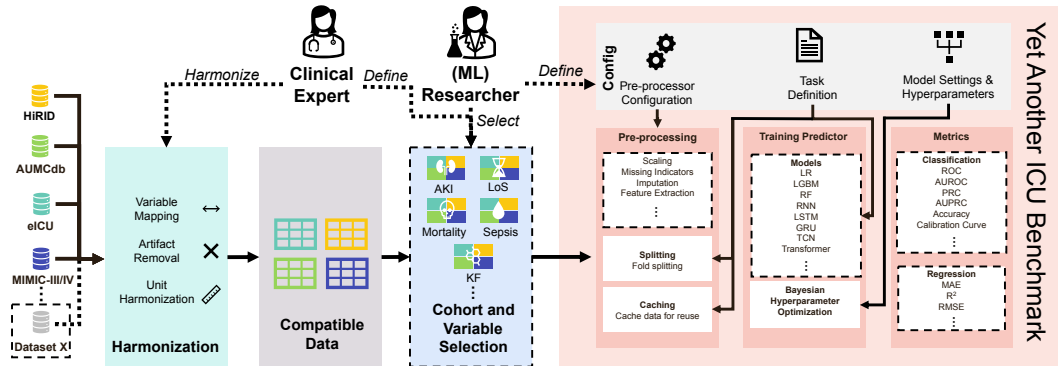 HiRID
AUMCdb
eICU
MIMIC-III/IV
Dataset X
Harmonize
Clinical
Expert
Define
(ML)
Researcher
Select
Define
Variable
Mapping
Artifact
Removal
Unit
Harmonization
Harmonization
Compatible
Data
AKI
LoS
Mortality
Sepsis
KF
Cohort and
Variable
Selection
Config
Pre-processor
Configuration
Task
Definition
Model Settings &
Hyperparameters
Pre-processing
Scaling
Missing Indicators
Imputation
Feature Extraction
Splitting
Fold splitting
Caching
Cache data for reuse
Training Predictor
Models
LR
LGBM
RF
RNN
LSTM
GRU
TCN
Transformer
Bayesian
Hyperparameter
Optimization
Metrics
Classification
ROC
AUROC
PRC
AUPRC
Accuracy
Calibration Curve
Regression
MAE
R²
RMSE
Yet Another ICU Benchmark